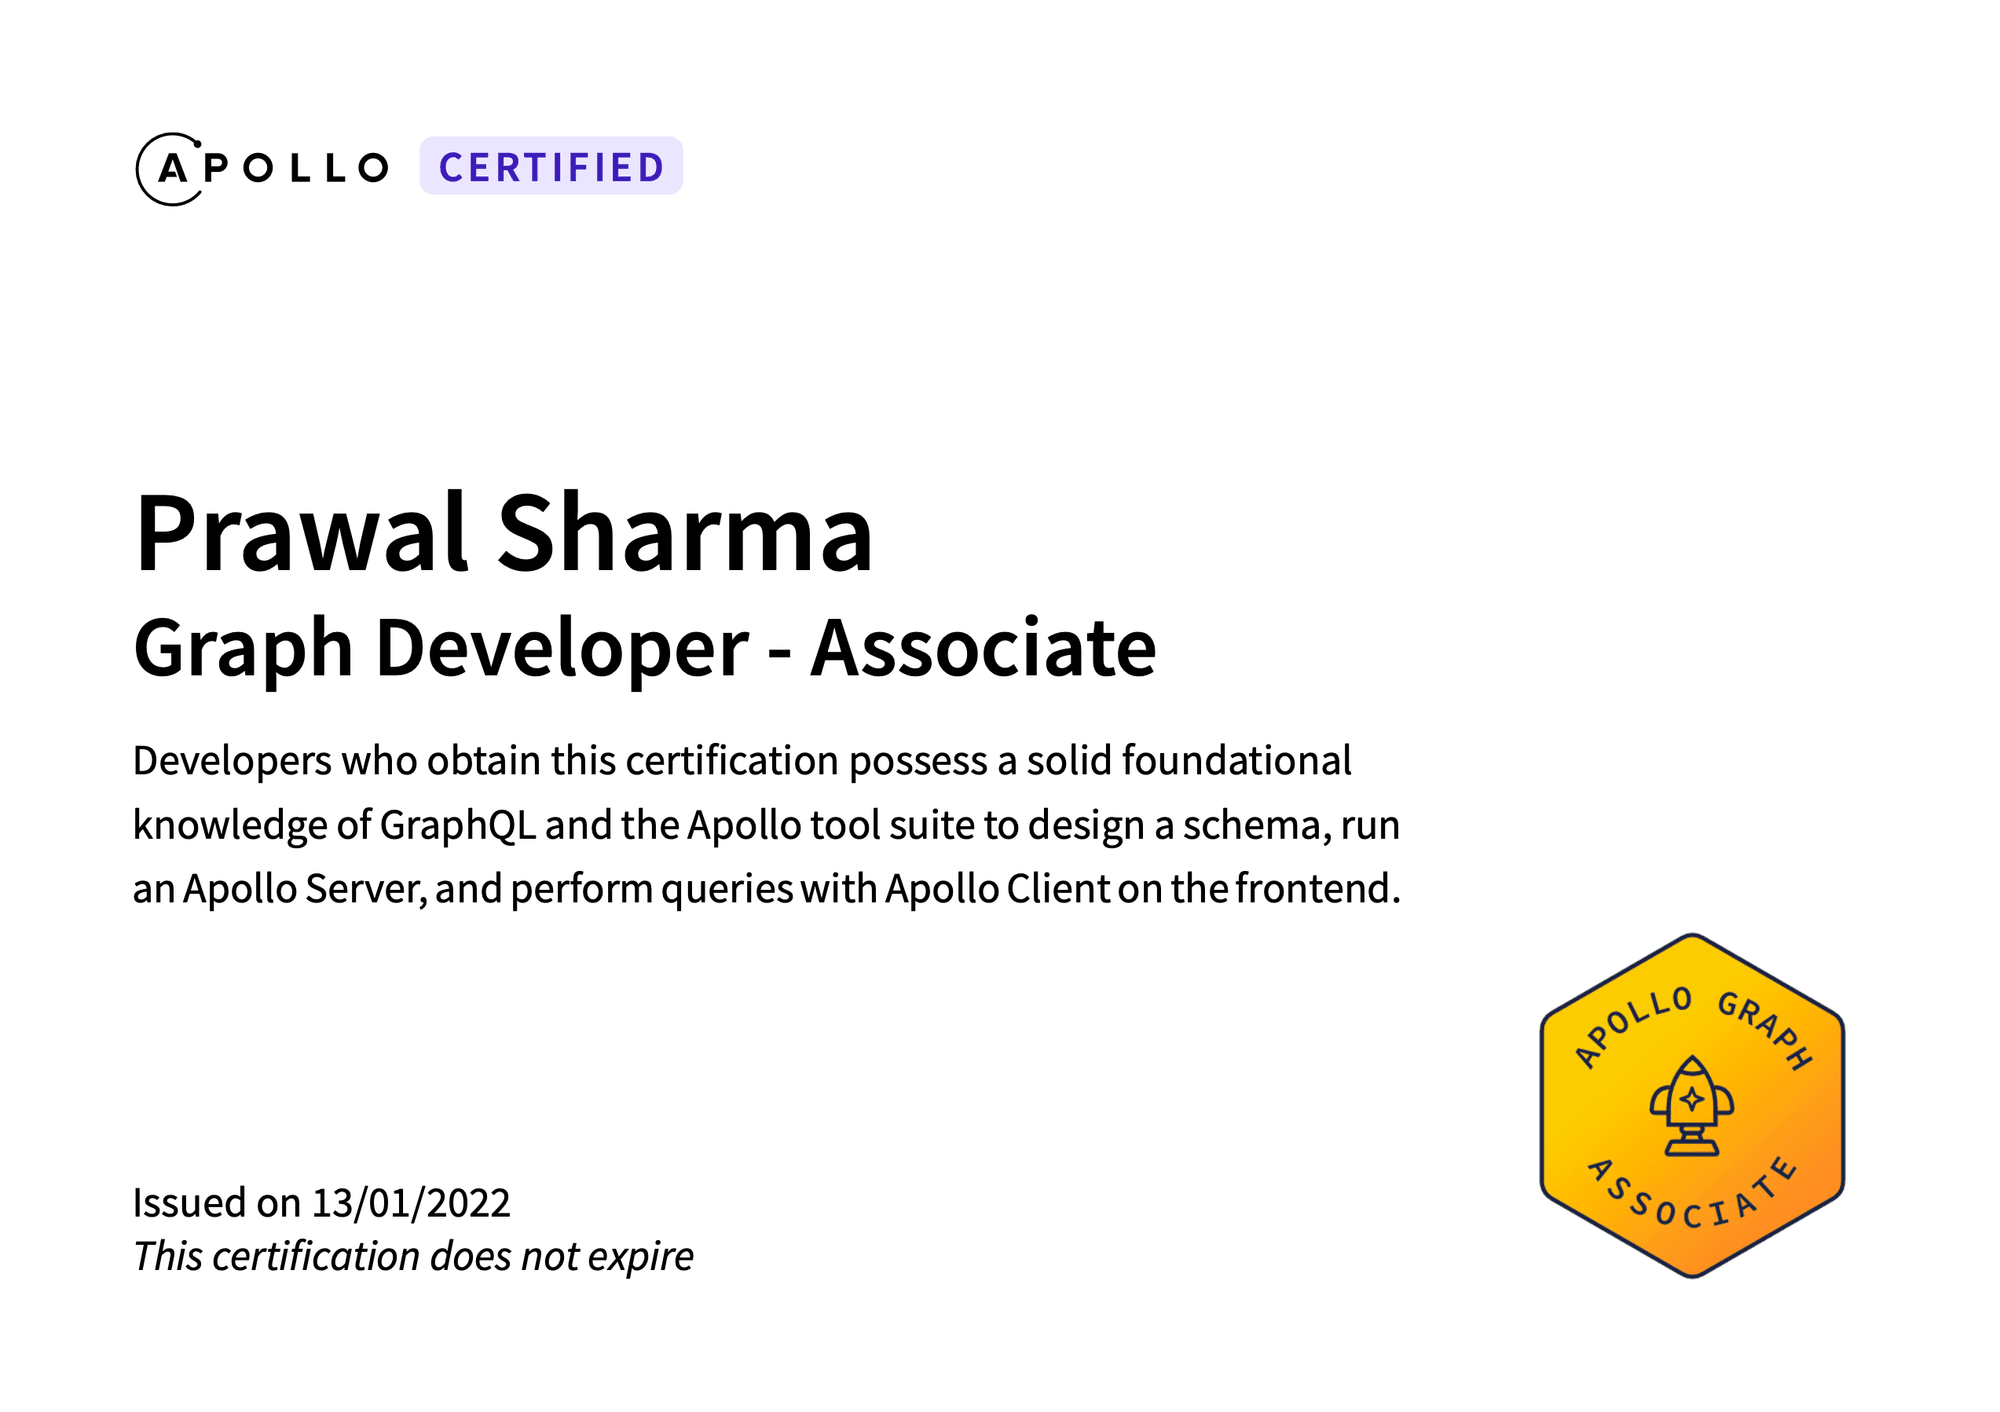 APOLLO CERTIFIED
Prawal Sharma
Graph Developer - Associate
Developers who obtain this certification possess a solid foundational
knowledge of GraphQL and the Apollo tool suite to design a schema, run
an Apollo Server, and perform queries with Apollo Client on the frontend.
APOLLO GRAPH
ASSOCIATE
Issued on 13/01/2022
This certification does not expire